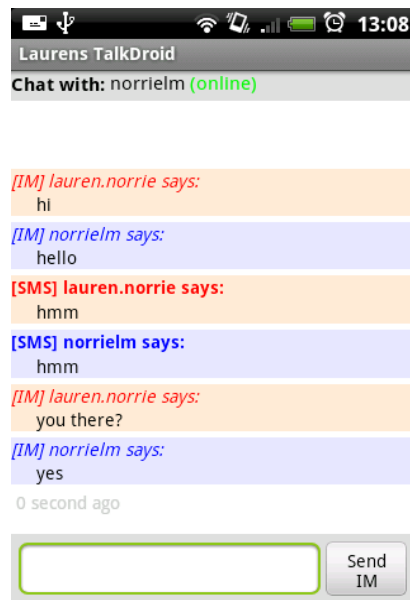 13:08
Laurens TalkDroid
Chat with: norrielm (online)
[IM] lauren.norrie says:
hi
[IM] norrielm says:
hello
[SMS] lauren.norrie says:
hmm
[SMS] norrielm says:
hmm
[IM] lauren.norrie says:
you there?
[IM] norrielm says:
yes
0 second ago
Send
IM